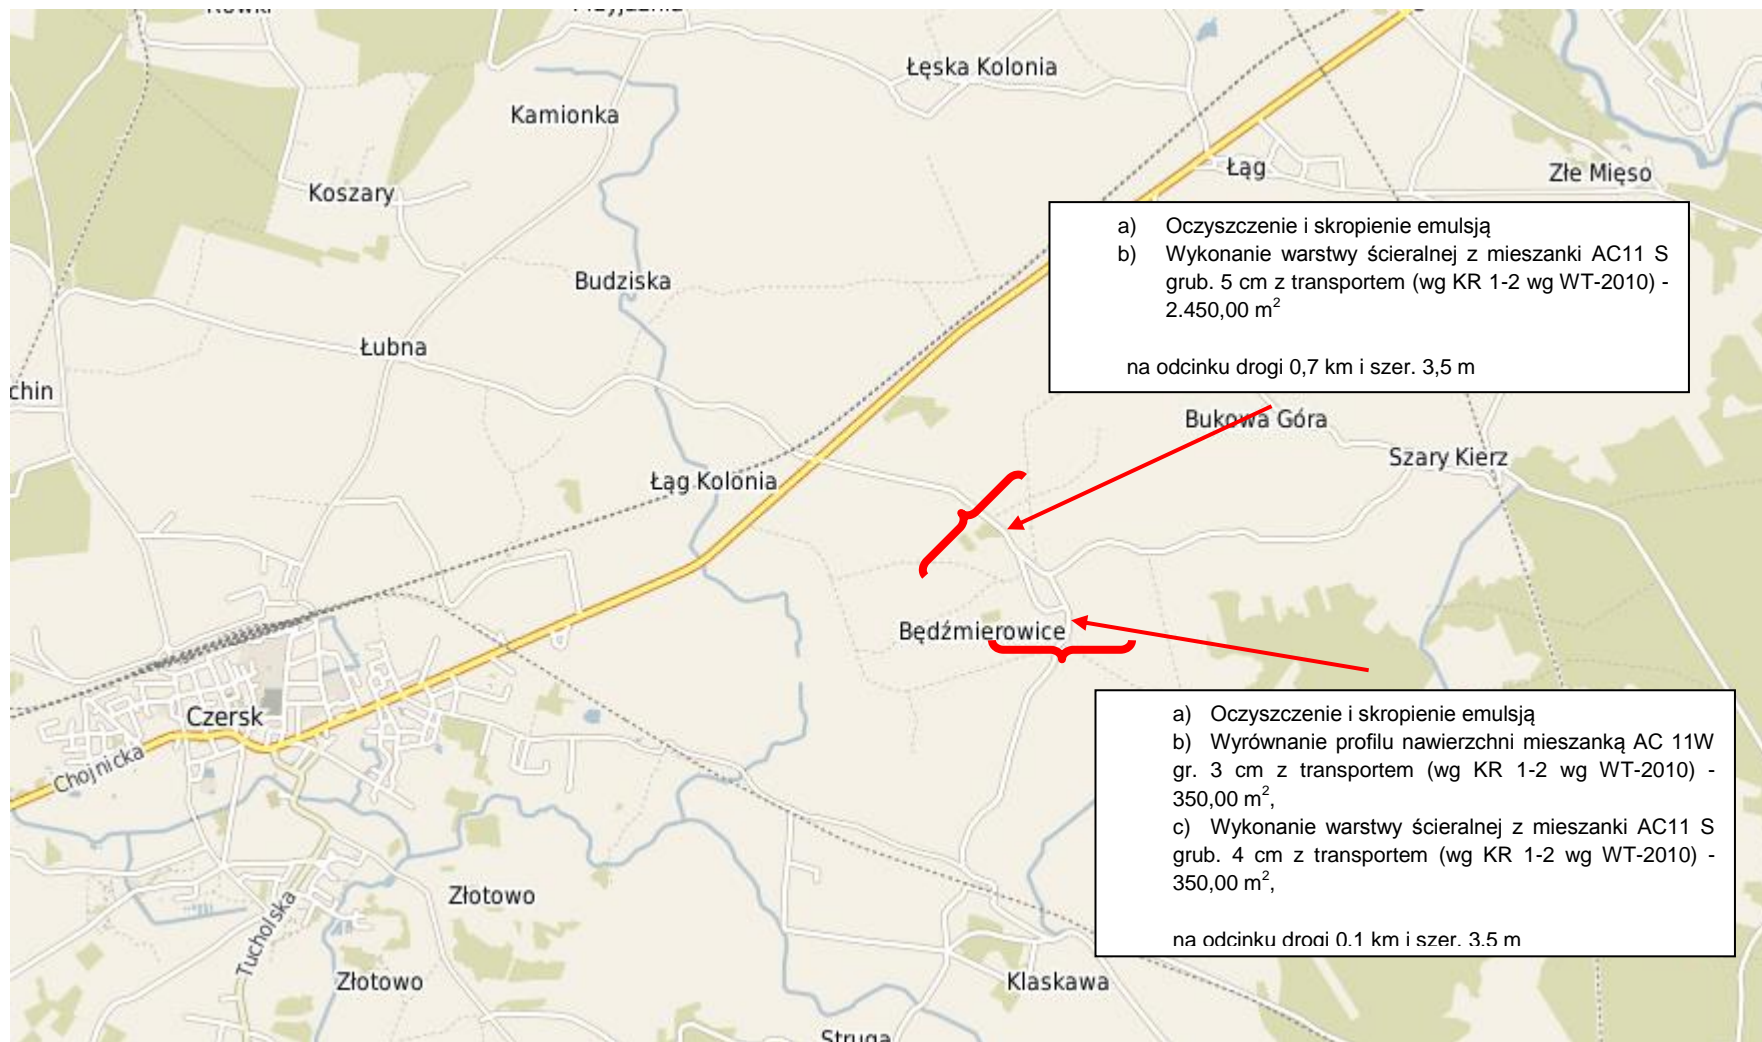 Łęska Kolonia
Kamionka
Łąg
Złe Mięso
Koszary
a) Oczyszczenie i skropienie emulsją
b) Wykonanie warstwy ścieralnej z mieszanki AC11 S
grub. 5 cm z transportem (wg KR 1-2 wg WT-2010) -
2.450,00 m²
na odcinku drogi 0,7 km i szer. 3,5 m
Budziska
Łubna
chin
Bukowa Góra
Szary Kierz
Łąg Kolonia
Będźmierowice
Czersk
Chojnicka
a) Oczyszczenie i skropienie emulsją
b) Wyrównanie profilu nawierzchni mieszanką AC 11W
gr. 3 cm z transportem (wg KR 1-2 wg WT-2010) -
350,00 m²,
c) Wykonanie warstwy ścieralnej z mieszanki AC11 S
grub. 4 cm z transportem (wg KR 1-2 wg WT-2010) -
350,00 m²,
na odcinku drogi 0,1 km i szer. 3,5 m
Złotowo
Tucholska
Złotowo
Klaskawa
Struga